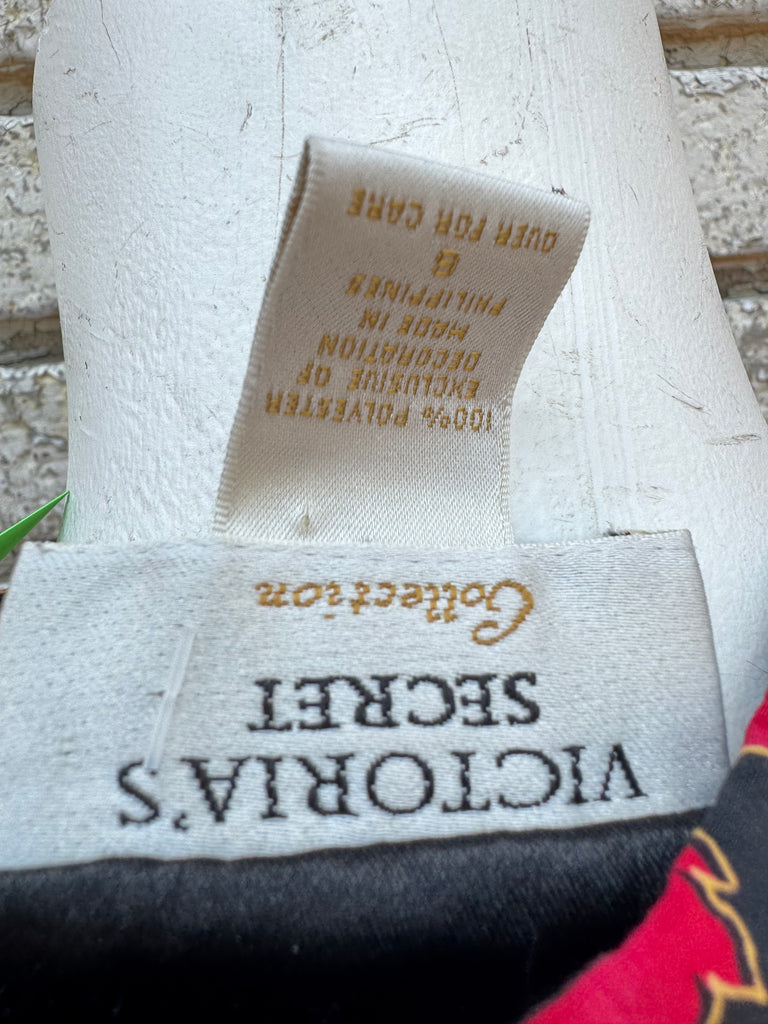 VICTORIA'S
SECRET
Collection
100% POLYESTER
EXCLUSIVE OF
DECORATION
MADE IN
PHILIPPINES
OVER FOR CARE